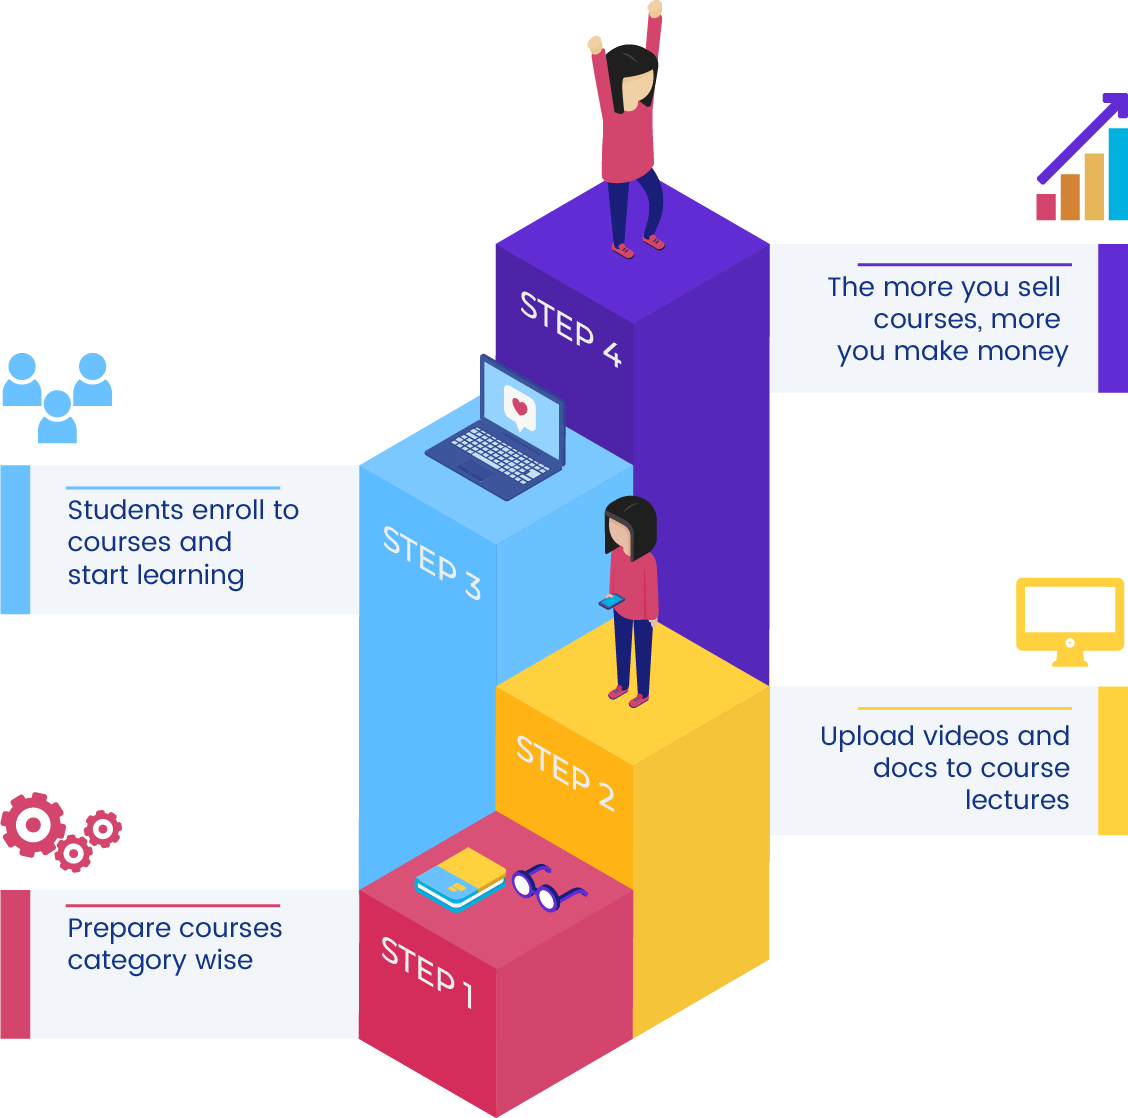 STEP 4
The more you sell
courses, more
you make money
STEP 3
Students enroll to
courses and
start learning
STEP 2
Upload videos and
docs to course
lectures
STEP 1
Prepare courses
category wise